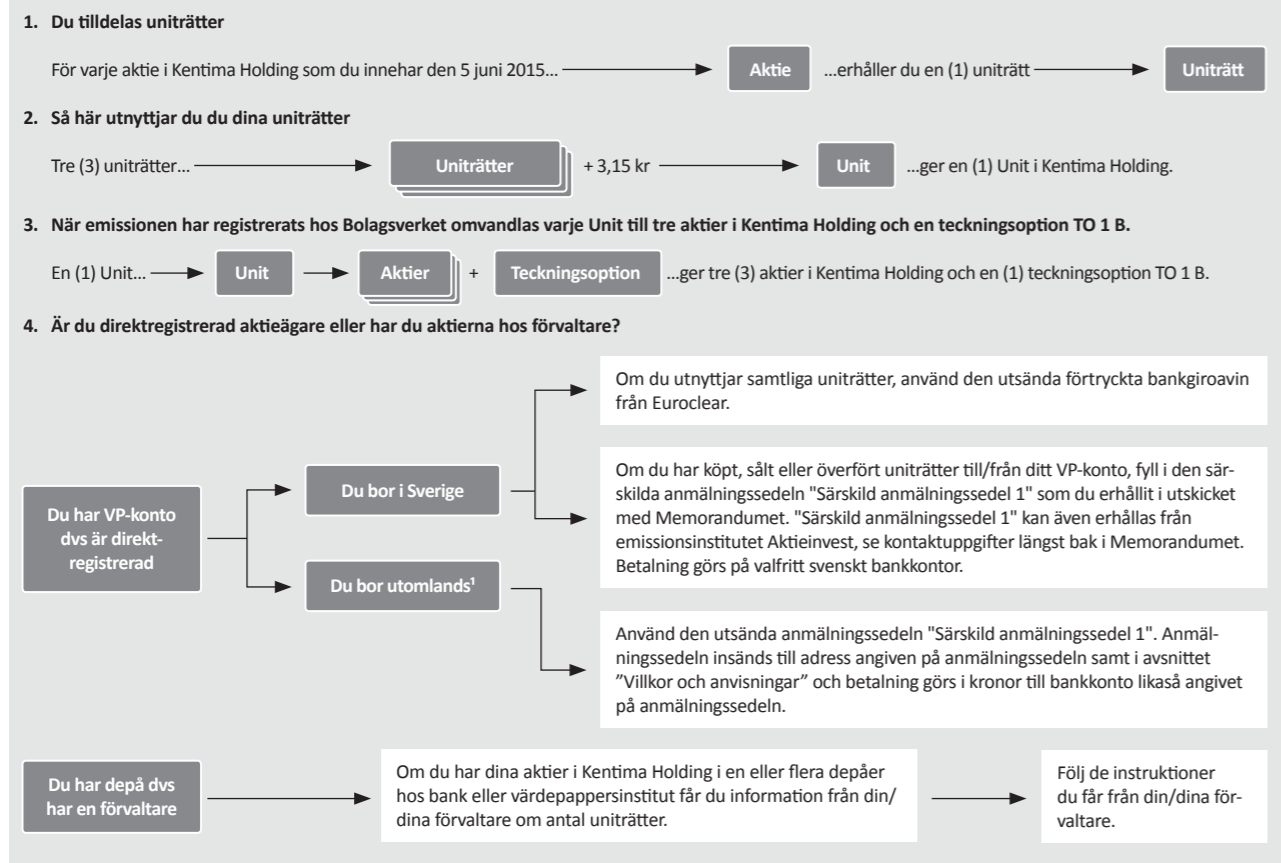 1. Du tilldelas uniträtter
För varje aktie i Kentima Holding som du innehar den 5 juni 2015... Aktie ...erhåller du en (1) uniträtt Uniträtt
2. Så här utnyttjar du du dina uniträtter
Tre (3) uniträtter... Uniträtter + 3,15 kr Unit ...ger en (1) Unit i Kentima Holding.
3. När emissionen har registrerats hos Bolagsverket omvandlas varje Unit till tre aktier i Kentima Holding och en teckningsoption TO 1 B.
En (1) Unit... Unit Aktier + Teckningsoption ...ger tre (3) aktier i Kentima Holding och en (1) teckningsoption TO 1 B.
4. Är du direktregistrerad aktieägare eller har du aktierna hos förvaltare?
Du har VP-konto
dvs är direkt-
registrerad
Du bor i Sverige
Om du utnyttjar samtliga uniträtter, använd den utsända förtryckta bankgiroavin
från Euroclear.
Om du har köpt, sålt eller överfört uniträtter till/från ditt VP-konto, fyll i den sär-
skilda anmälningssedeln "Särskild anmälningssedel 1" som du erhållit i utskicket
med Memorandumet. "Särskild anmälningssedel 1" kan även erhållas från
emissionsinstitutet Aktieinvest, se kontaktuppgifter längst bak i Memorandumet.
Betalning görs på valfritt svenskt bankkontor.
Du bor utomlands¹
Använd den utsända anmälningssedeln "Särskild anmälningssedel 1". Anmäl-
ningssedeln insänds till adress angiven på anmälningssedeln samt i avsnittet
”Villkor och anvisningar” och betalning görs i kronor till bankkonto likaså angivet
på anmälningssedeln.
Du har depå dvs
har en förvaltare
Om du har dina aktier i Kentima Holding i en eller flera depåer
hos bank eller värdepappersinstitut får du information från din/
dina förvaltare om antal uniträtter.
Följ de instruktioner
du får från din/dina för-
valtare.